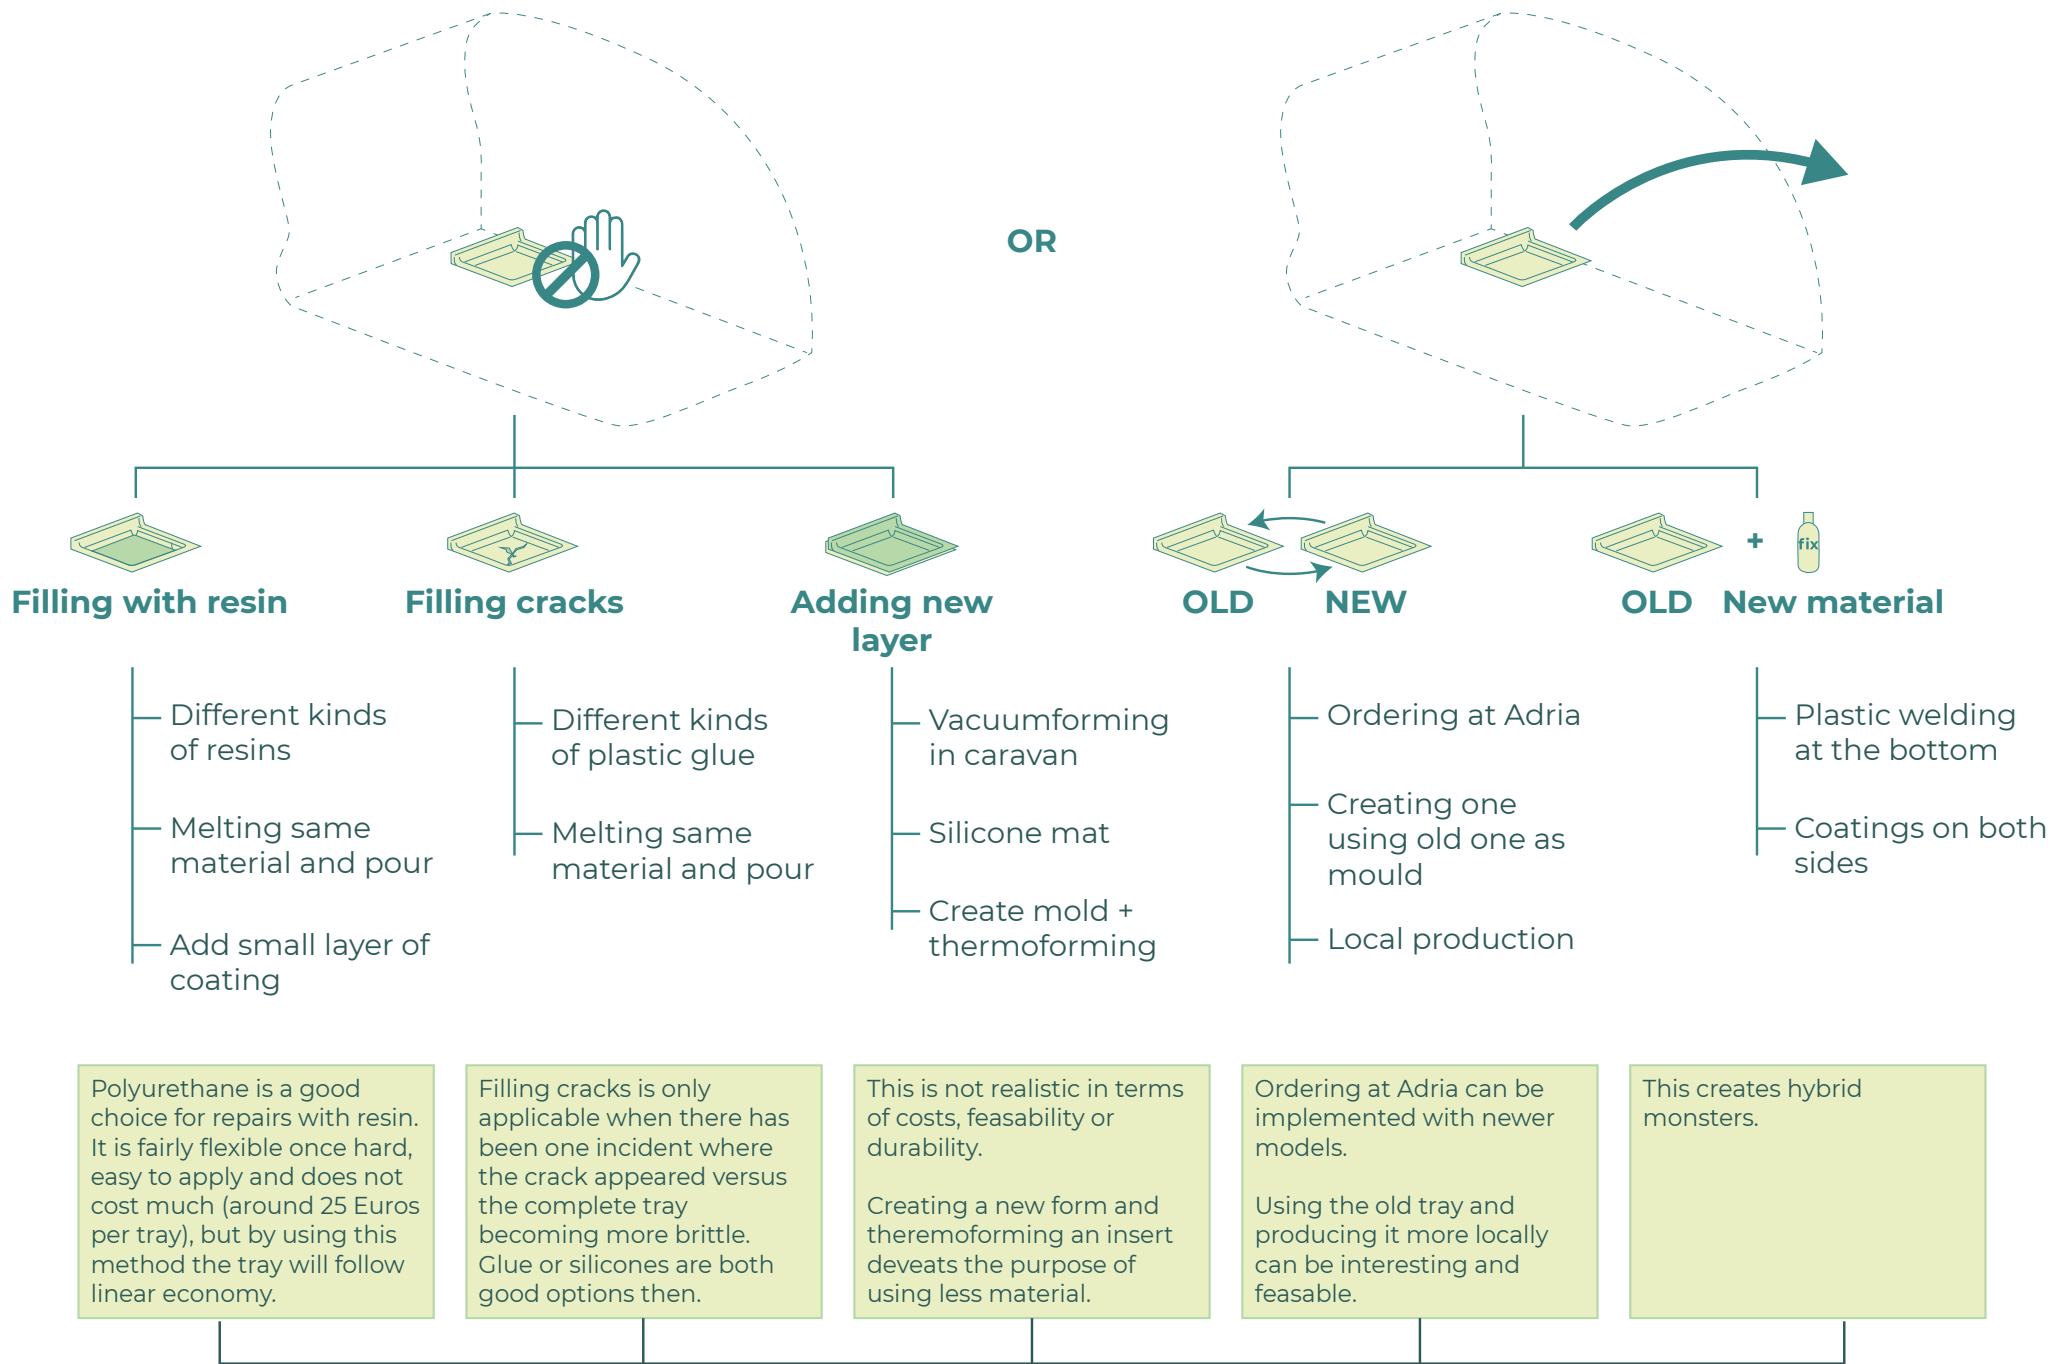 OR
Filling with resin
Different kinds
of resins
Melting same
material and pour
Add small layer of
coating
Filling cracks
Different kinds
of plastic glue
Melting same
material and pour
Adding new
layer
Vacuumforming
in caravan
Silicone mat
Create mold +
thermoforming
OLD NEW
Ordering at Adria
Creating one
using old one as
mould
Local production
+
fix
OLD New material
Plastic welding
at the bottom
Coatings on both
sides
Polyurethane is a good
choice for repairs with resin.
It is fairly flexible once hard,
easy to apply and does not
cost much (around 25 Euros
per tray), but by using this
method the tray will follow
linear economy.
Filling cracks is only
applicable when there has
been one incident where
the crack appeared versus
the complete tray
becoming more brittle.
Glue or silicones are both
good options then.
This is not realistic in terms
of costs, feasability or
durability.
Creating a new form and
theremoforming an insert
deveats the purpose of
using less material.
Ordering at Adria can be
implemented with newer
models.
Using the old tray and
producing it more locally
can be interesting and
feasable.
This creates hybrid
monsters.